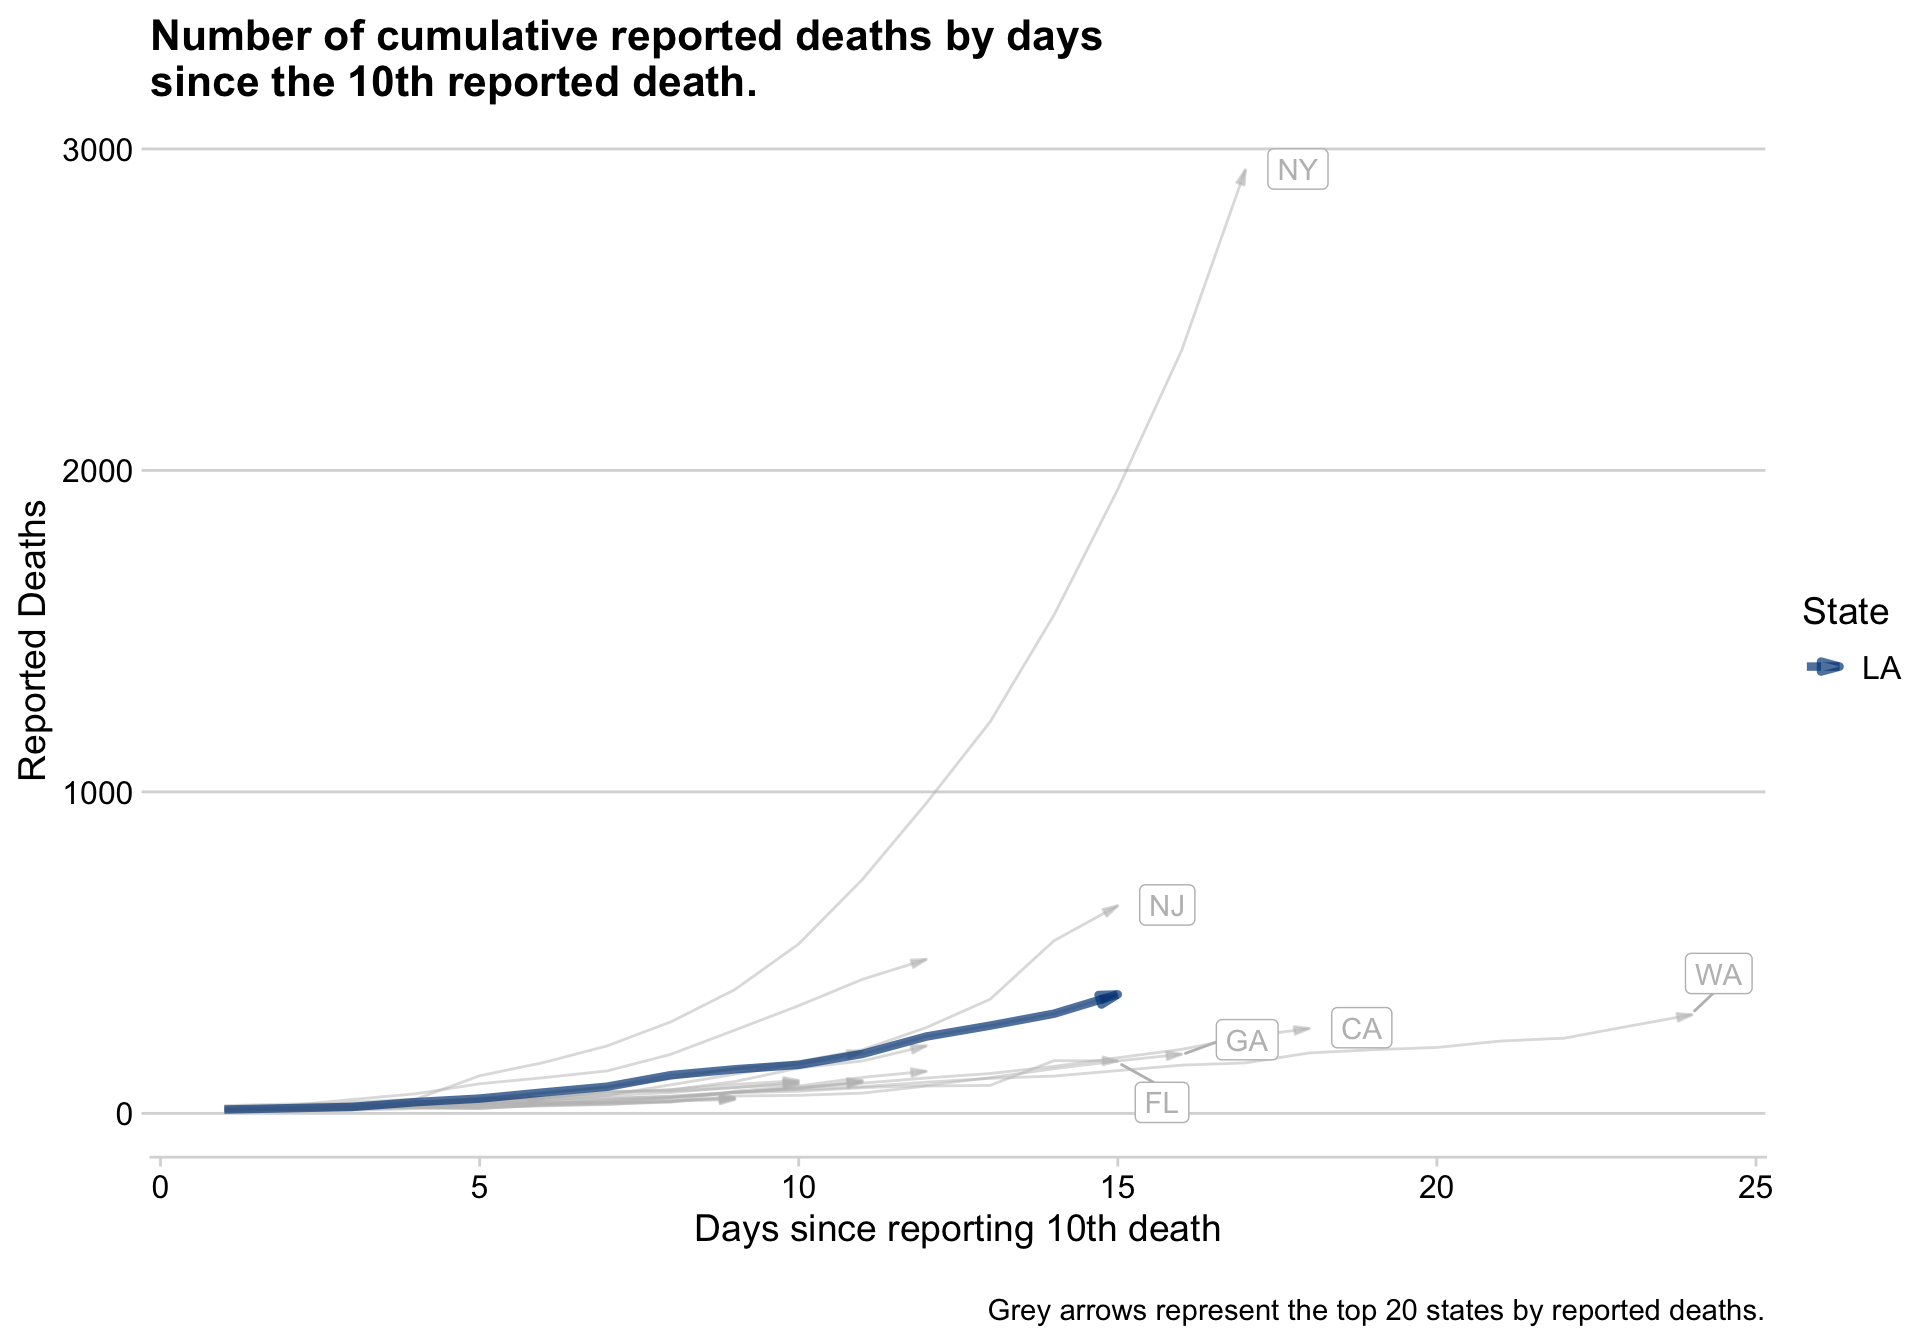 Number of cumulative reported deaths by days
since the 10th reported death.
3000
2000
1000
0
Reported Deaths
NY
NJ
WA
CA
GA
FL
State
LA
0
5
10
15
20
25
Days since reporting 10th death
Grey arrows represent the top 20 states by reported deaths.